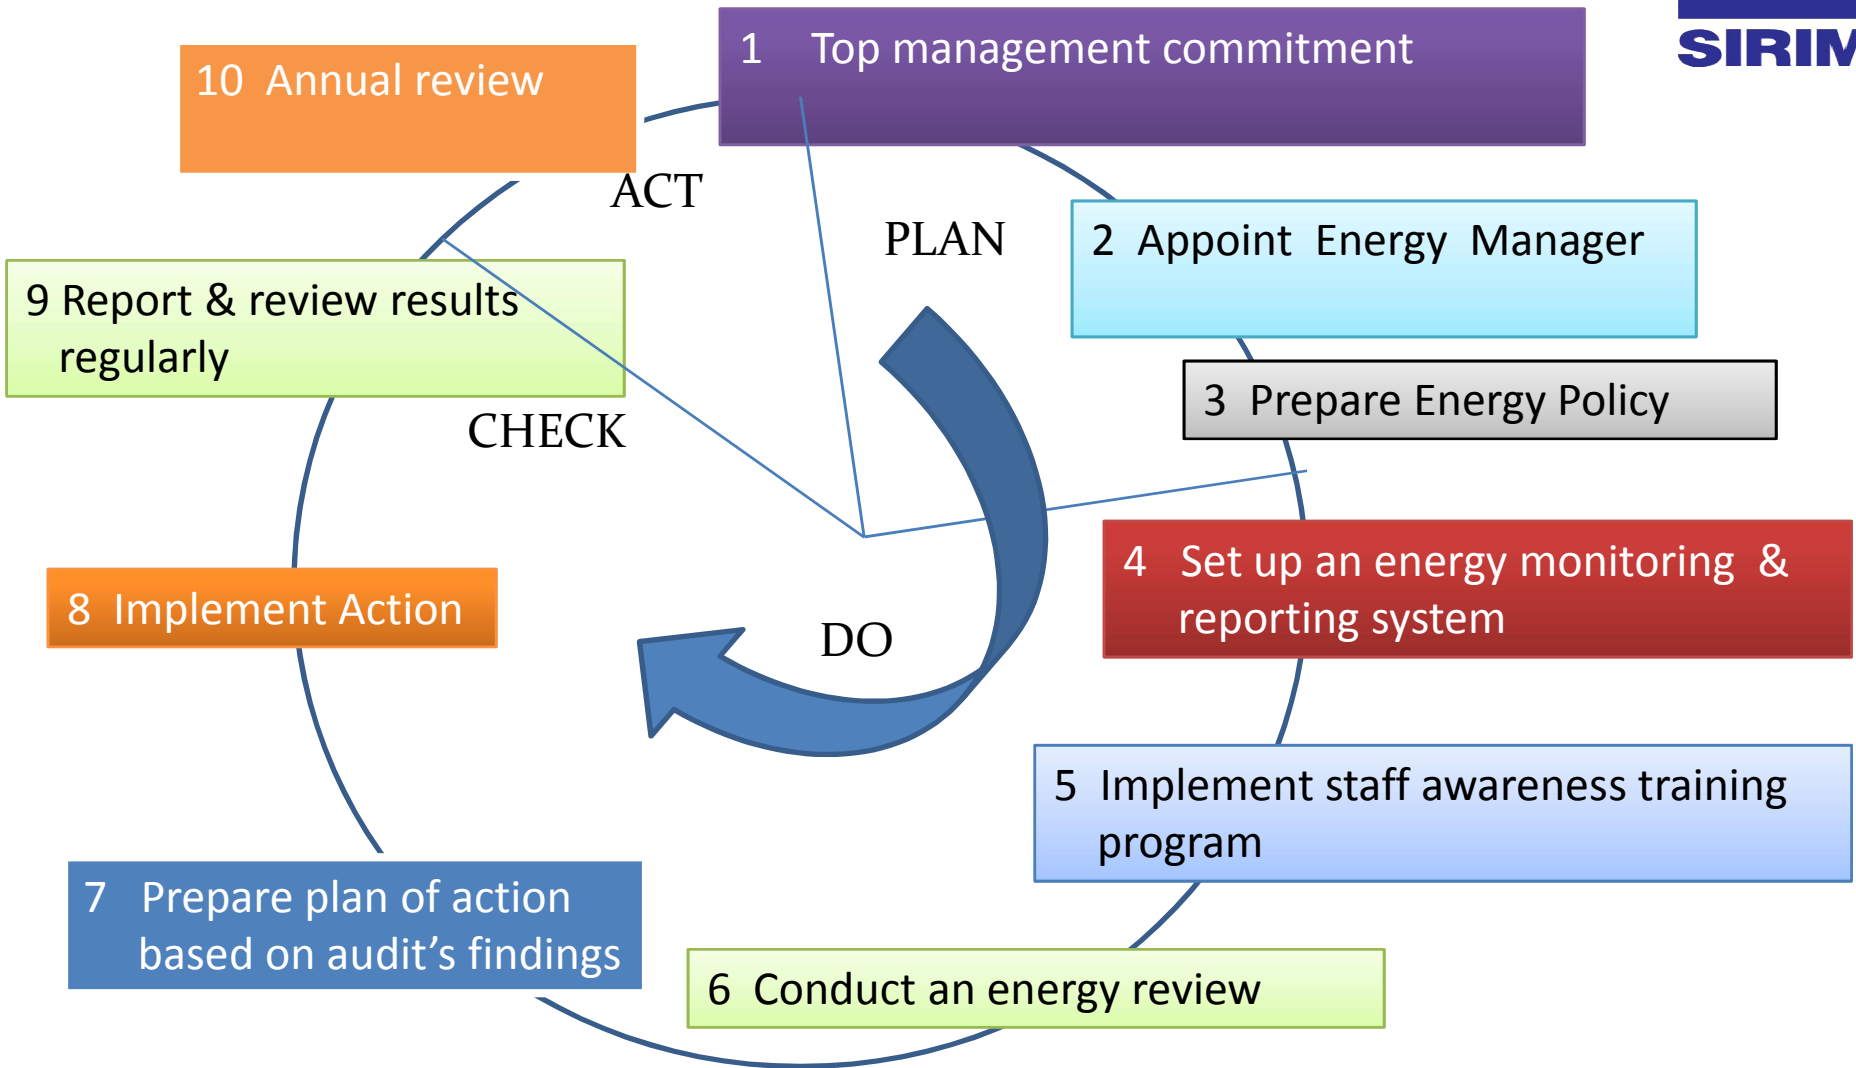 SIRIM
1 Top management commitment
10 Annual review
ACT
PLAN
2 Appoint Energy Manager
9 Report & review results
regularly
3 Prepare Energy Policy
CHECK
4 Set up an energy monitoring &
reporting system
8 Implement Action
DO
5 Implement staff awareness training
program
7 Prepare plan of action
based on audit’s findings
6 Conduct an energy review